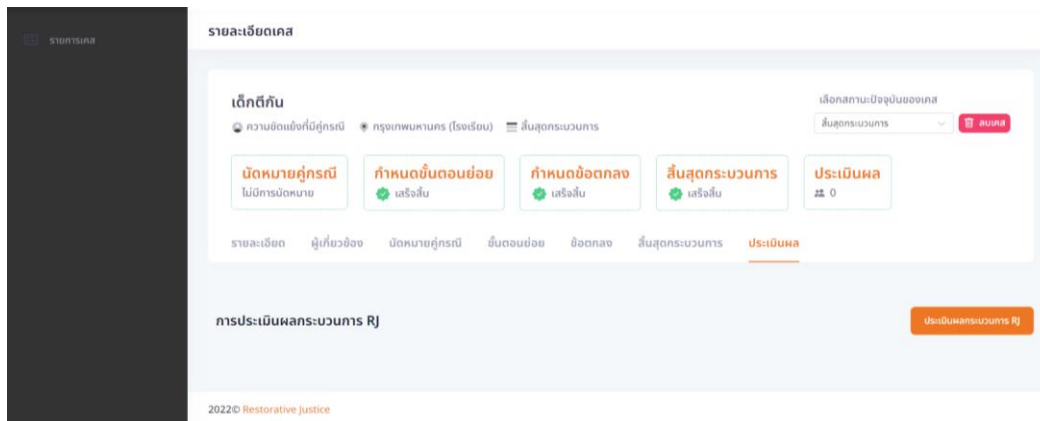 รายการเคส
รายละเอียดเคส
เด็กตีกัน
ความขัดแย้งที่มีคู่กรณี กรุงเทพมหานคร (โรงเรียน) สิ้นสุดกระบวนการ
เลือกสถานะปัจจุบันของเคส
สิ้นสุดกระบวนการ ลบเคส
นัดหมายคู่กรณี
ไม่มีการนัดหมาย
กำหนดขั้นตอนย่อย
เสร็จสิ้น
กำหนดข้อตกลง
เสร็จสิ้น
สิ้นสุดกระบวนการ
เสร็จสิ้น
ประเมินผล
0
รายละเอียด ผู้เกี่ยวข้อง นัดหมายคู่กรณี ขั้นตอนย่อย ข้อตกลง สิ้นสุดกระบวนการ ประเมินผล
การประเมินผลกระบวนการ RJ ประเมินผลกระบวนการ RJ
2022© Restorative Justice